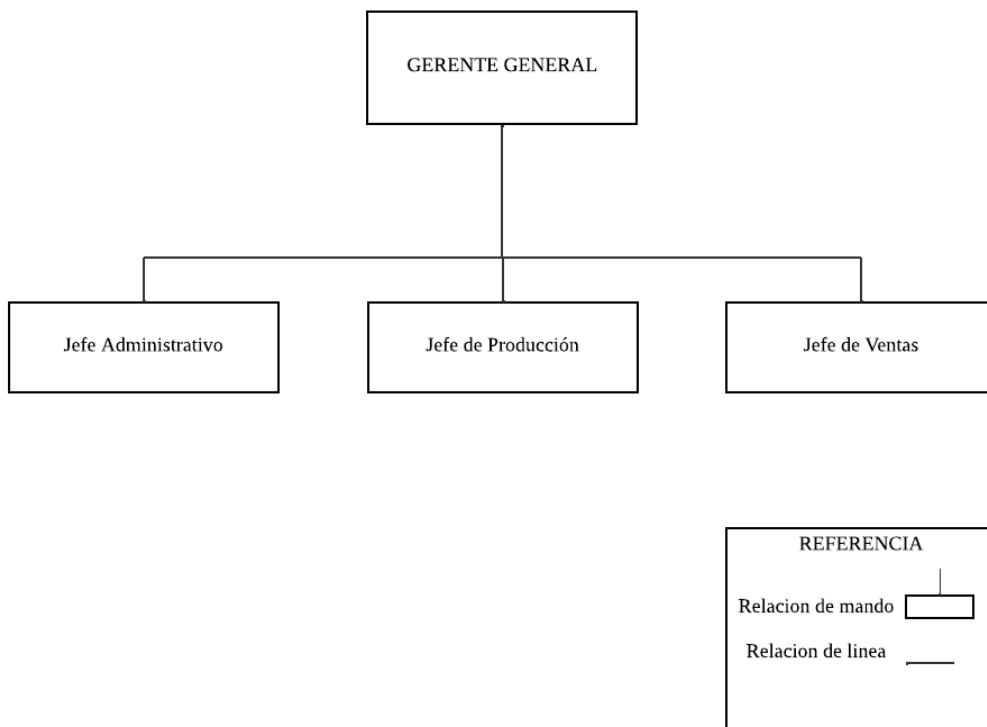 GERENTE GENERAL
Jefe Administrativo
Jefe de Producción
Jefe de Ventas
REFERENCIA
Relacion de mando
Relacion de linea